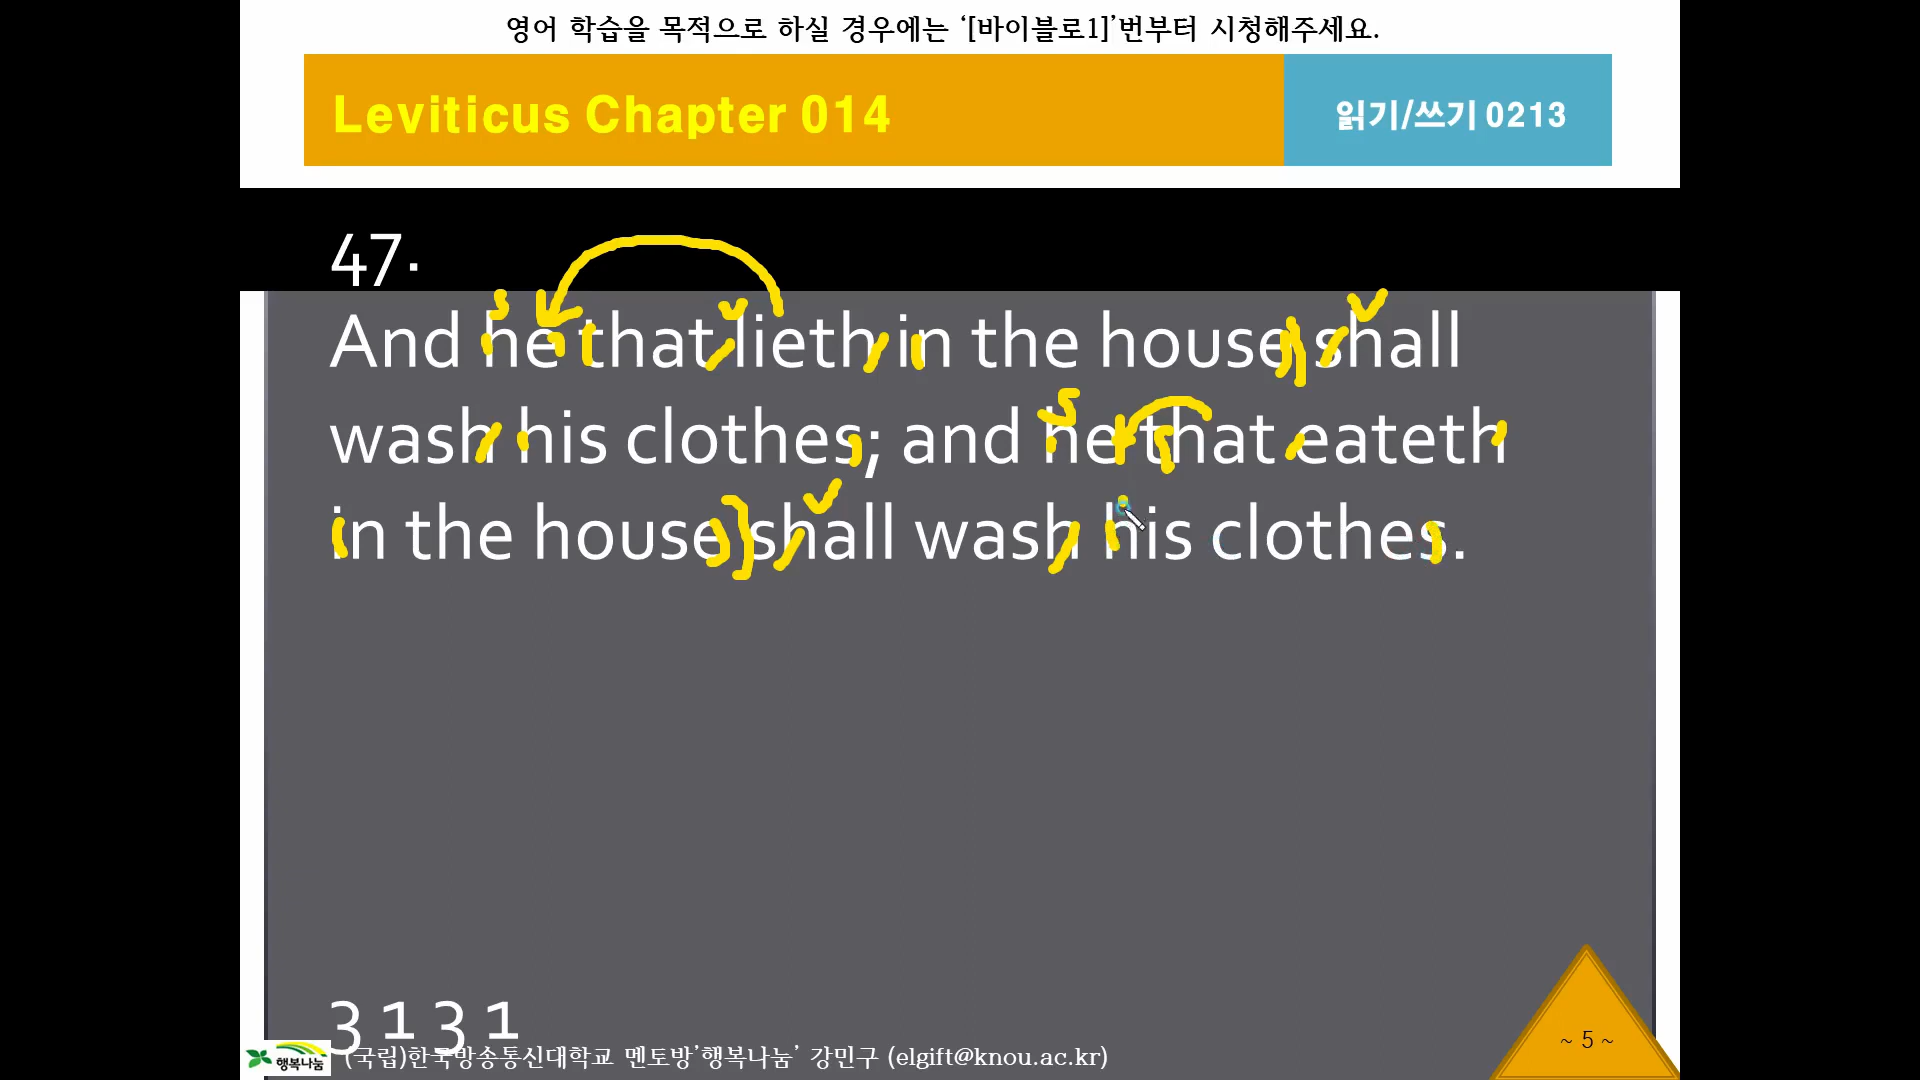 영어 학습을 목적으로 하실 경우에는 ‘[바이블로1]’번부터 시청해주세요.
Leviticus Chapter 014
읽기/쓰기 0213
47.
And he that lieth in the house shall
wash his clothes; and he that eateth
in the house shall wash his clothes.
3 1 3 1
행복나눔
(국립)한국방송통신대학교 멘토방’행복나눔’ 강민구 (elgift@knou.ac.kr)
~ 5 ~